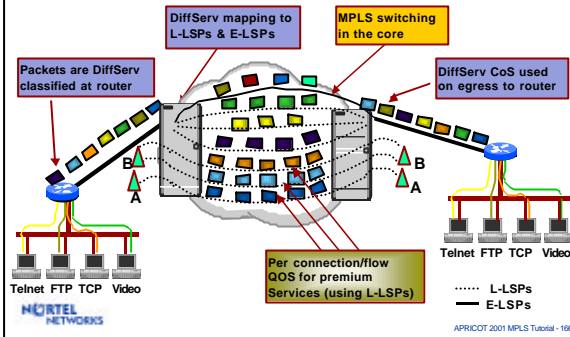 DiffServ mapping to
L-LSPs & E-LSPs
MPLS switching
in the core
Packets are DiffServ
classified at router
DiffServ CoS used
on egress to router
B
A
B
A
Per connection/flow
QOS for premium
Services (using L-LSPs)
Telnet FTP TCP Video
Telnet FTP TCP Video
L-LSPs
E-LSPs
NORTEL
NETWORKS
APRICOT 2001 MPLS Tutorial - 166